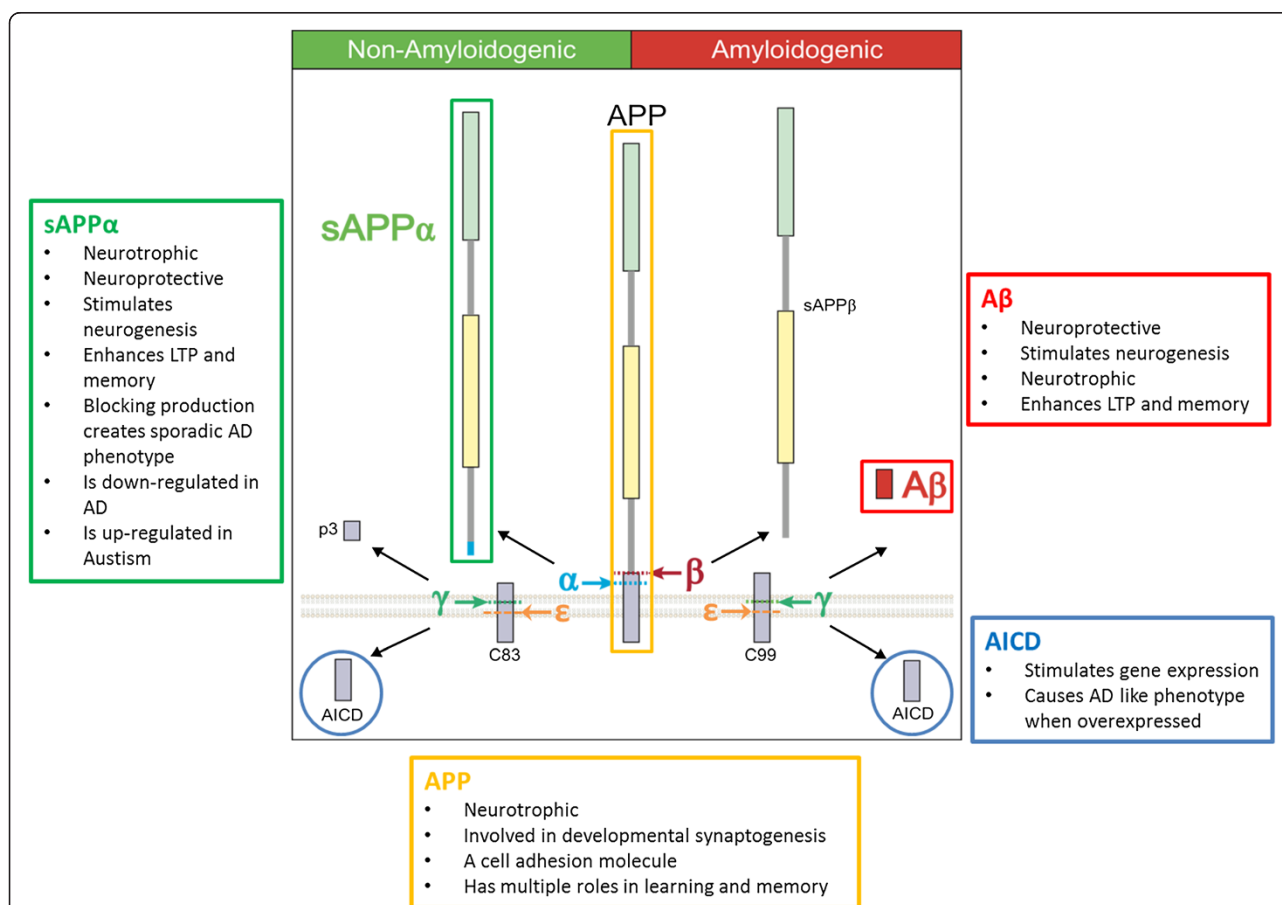 Non-Amyloidogenic
Amyloidogenic
APP
sAPPα
sAPPβ
Aβ
p3
α
β
γ
ε
ε
γ
C83
C99
AICD
AICD
sAPPα
• Neurotrophic
• Neuroprotective
• Stimulates
neurogenesis
• Enhances LTP and
memory
• Blocking production
creates sporadic AD
phenotype
• Is down-regulated in
AD
• Is up-regulated in
Austism
Aβ
• Neuroprotective
• Stimulates neurogenesis
• Neurotrophic
• Enhances LTP and memory
AICD
• Stimulates gene expression
• Causes AD like phenotype
when overexpressed
APP
• Neurotrophic
• Involved in developmental synaptogenesis
• A cell adhesion molecule
• Has multiple roles in learning and memory